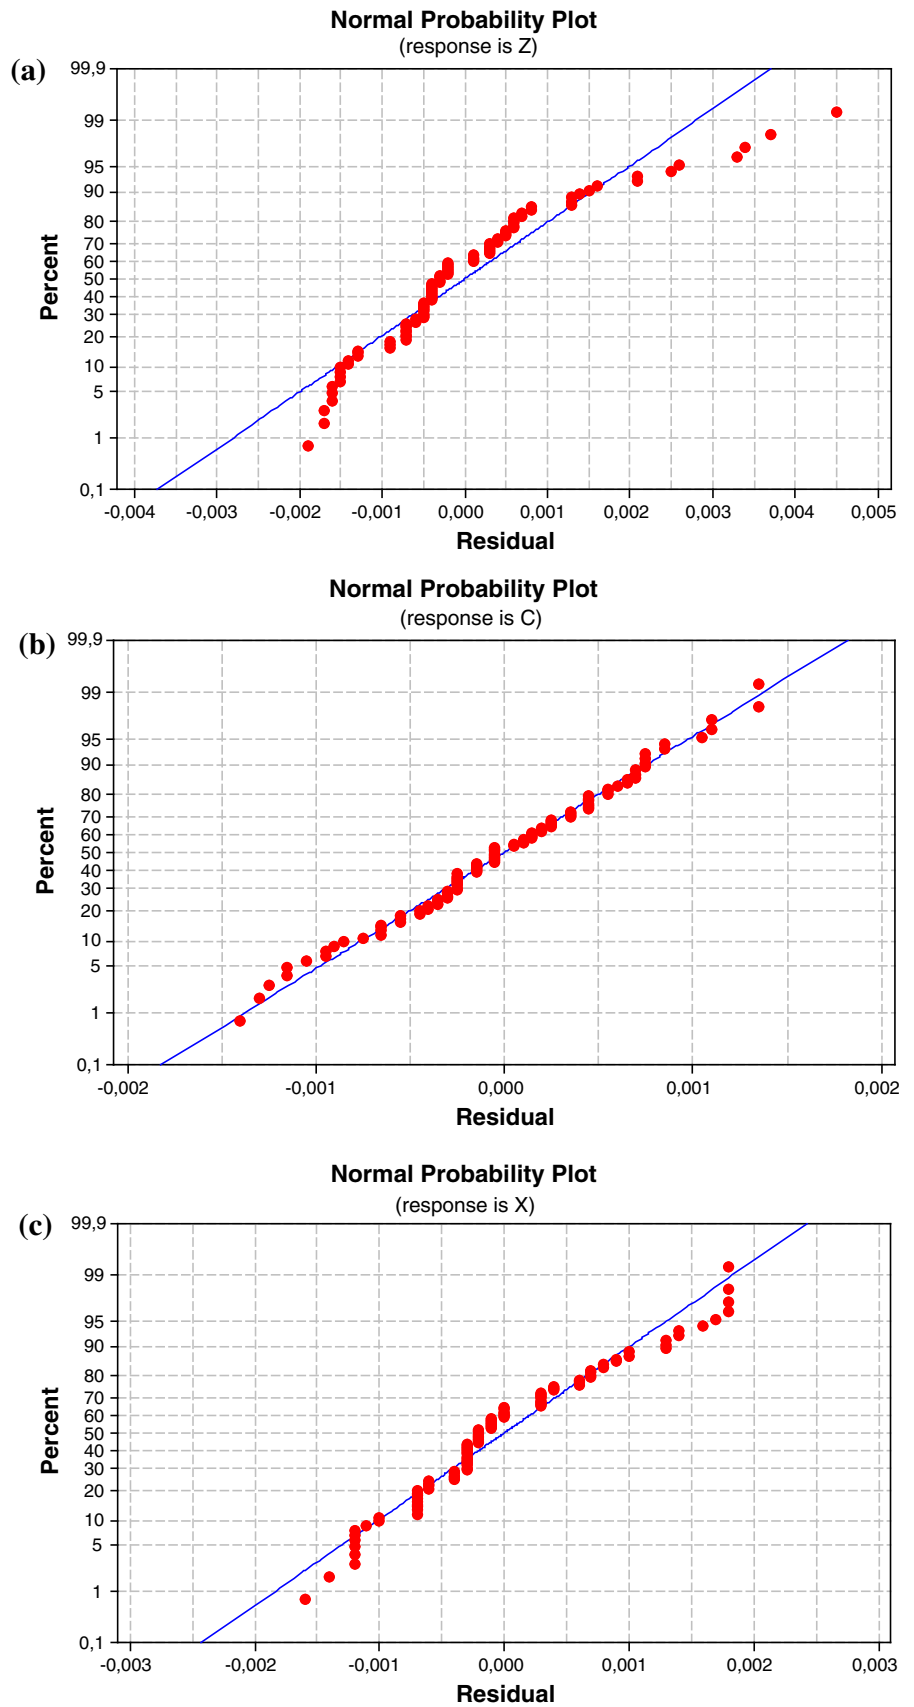 Normal Probability Plot
(response is Z)
(a)
99,9
99
95
90
80
70
60
50
40
30
20
10
5
1
0,1
Percent
-0,004 -0,003 -0,002 -0,001 0,000 0,001 0,002 0,003 0,004 0,005
Residual
Normal Probability Plot
(response is C)
(b)
99,9
99
95
90
80
70
60
50
40
30
20
10
5
1
0,1
Percent
-0,002 -0,001 0,000 0,001 0,002
Residual
Normal Probability Plot
(response is X)
(c)
99,9
99
95
90
80
70
60
50
40
30
20
10
5
1
0,1
Percent
-0,003 -0,002 -0,001 0,000 0,001 0,002 0,003
Residual